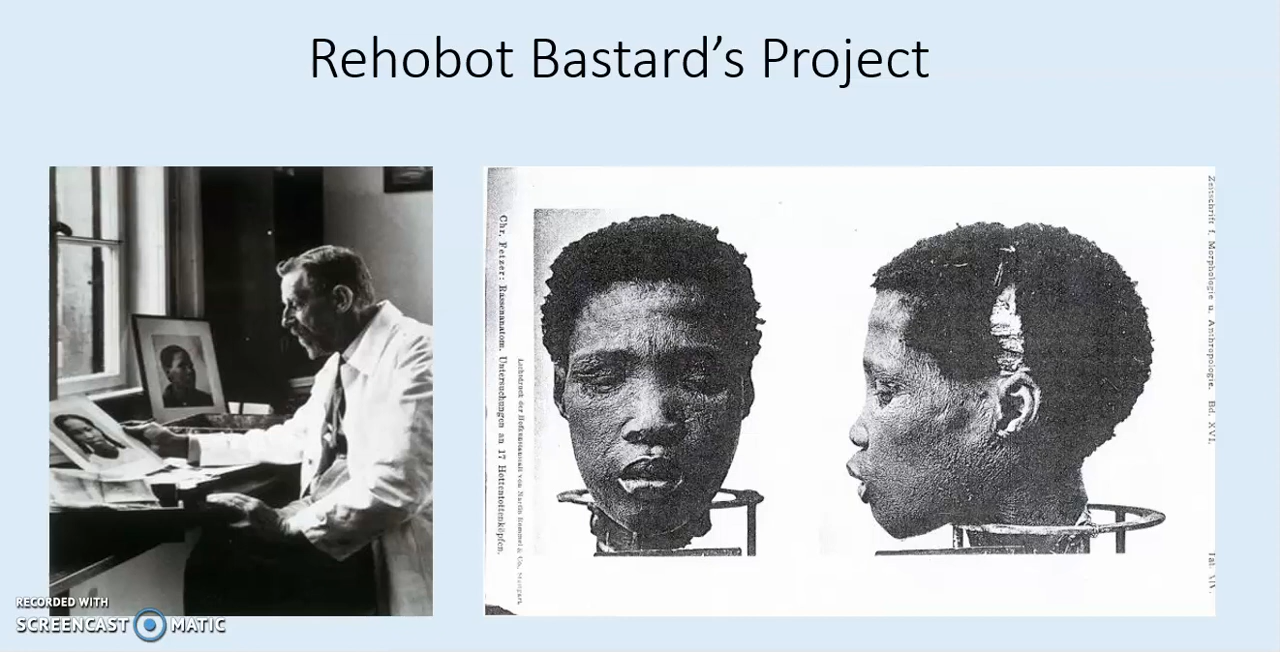 Rehobot Bastard’s Project
Chr. Fetzer: Rassenanatom. Untersuchungen an 17 Hottentottenköpfen.
Lichtdruck der Hofkunstanstalt von Martin Rommel & Co., Stuttgart
Zeitschrift f. Morphologie u. Anthropologie. Bd. XVI.
Taf. XIV.
RECORDED WITH
SCREENCAST MATIC